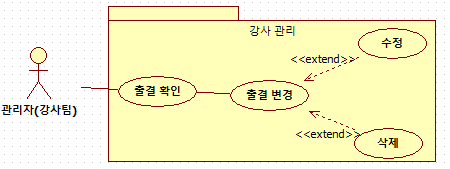 강사 관리
수정
<<extend>>
출결 확인
출결 변경
관리자(강사팀)
<<extend>>
삭제